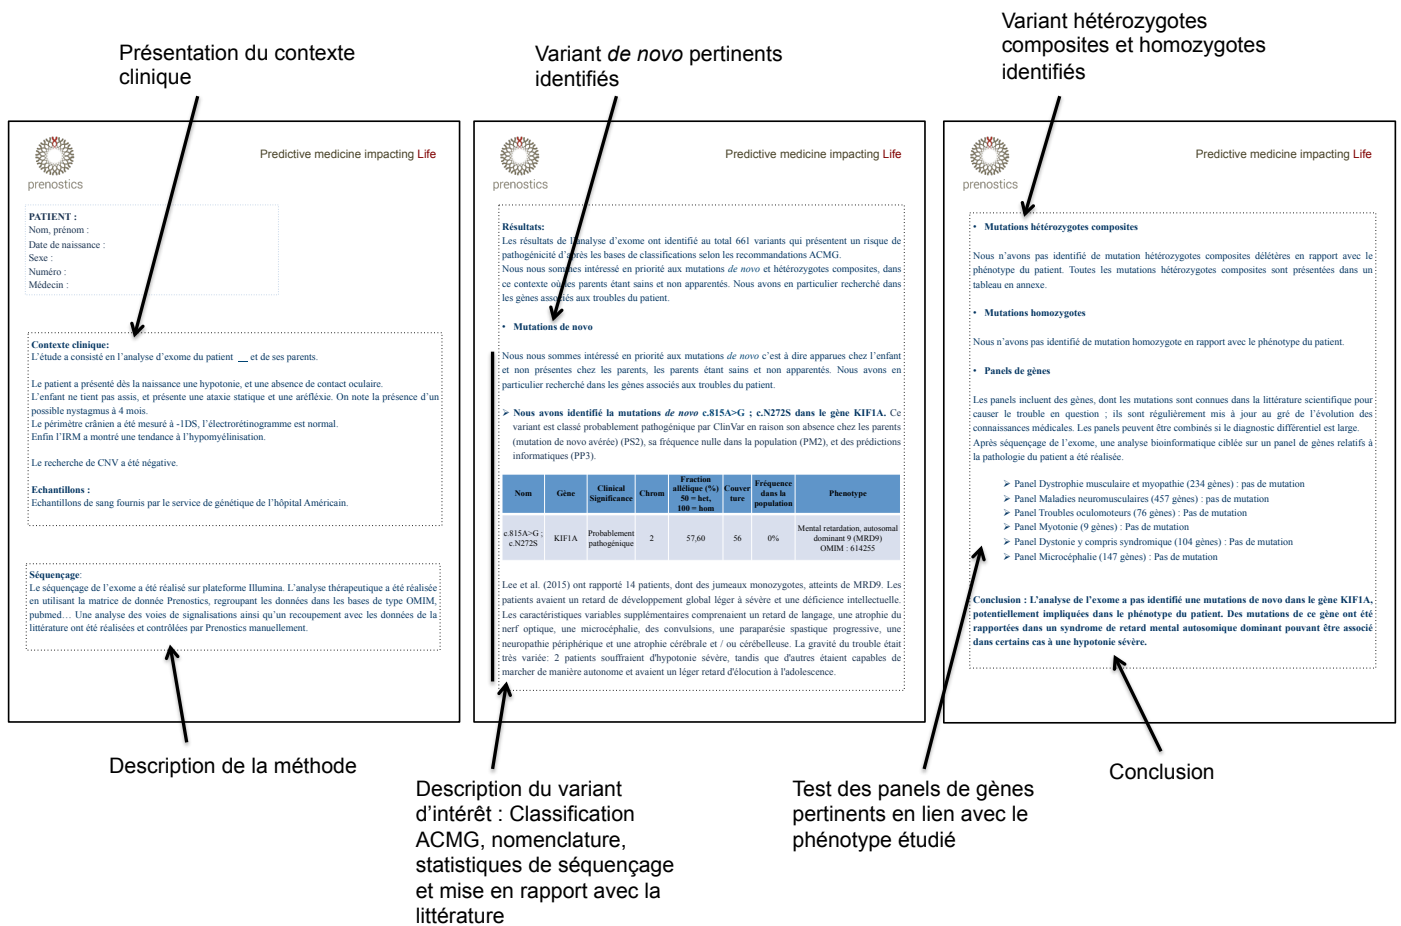 Présentation du contexte
clinique
Variant de novo pertinents
identifiés
Variant hétérozygotes
composites et homozygotes
identifiés
prenostics
Predictive medicine impacting Life
PATIENT :
Nom, prénom :
Date de naissance :
Sexe :
Numéro :
Médecin :
Contexte clinique:
L’étude a consisté en l’analyse d’exome du patient __ et de ses parents.
Le patient a présenté dès la naissance une hypotonie, et une absence de contact oculaire.
L’enfant ne tient pas assis, et présente une ataxie statique et une aréfléxie. On note la présence d’un
possible nystagmus à 4 mois.
Le périmètre crânien a été mesuré à -1DS, l’électrorétinogramme est normal.
Enfin l’IRM a montré une tendance à l’hypomyélinisation.
Le recherche de CNV a été négative.
Echantillons :
Echantillons de sang fournis par le service de génétique de l’hôpital Américain.
Séquençage:
Le séquençage de l’exome a été réalisé sur plateforme Illumina. L’analyse thérapeutique a été réalisée
en utilisant la matrice de donnée Prenostics, regroupant les données dans les bases de type OMIM,
pubmed… Une analyse des voies de signalisations ainsi qu’un recoupement avec les données de la
littérature ont été réalisées et contrôlées par Prenostics manuellement.
Description de la méthode
prenostics
Predictive medicine impacting Life
Résultats:
Les résultats de l’analyse d’exome ont identifié au total 661 variants qui présentent un risque de
pathogénicité d’après les bases de classifications selon les recommandations ACMG.
Nous nous sommes intéressé en priorité aux mutations de novo et hétérozygotes composites, dans
ce contexte où les parents étant sains et non apparentés. Nous avons en particulier recherché dans
les gènes associés aux troubles du patient.
• Mutations de novo
Nous nous sommes intéressé en priorité aux mutations de novo c’est à dire apparues chez l’enfant
et non présentes chez les parents, les parents étant sains et non apparentés. Nous avons en
particulier recherché dans les gènes associés aux troubles du patient.
➢ Nous avons identifié la mutations de novo c.815A>G ; c.N272S dans le gène KIF1A. Ce
variant est classé probablement pathogénique par ClinVar en raison son absence chez les parents
(mutation de novo avérée) (PS2), sa fréquence nulle dans la population (PM2), et des prédictions
informatiques (PP3).
Nom Gène Clinical Significance Chrom Fraction allélique (%) 50 = het, 100 = hom Couverture Fréquence dans la population Phenotype
c.815A>G ; c.N272S KIF1A Probablement pathogénique 2 57,60 56 0% Mental retardation, autosomal dominant 9 (MRD9) OMIM : 614255
Lee et al. (2015) ont rapporté 14 patients, dont des jumeaux monozygotes, atteints de MRD9. Les
patients avaient un retard de développement global léger à sévère et une déficience intellectuelle.
Les caractéristiques variables supplémentaires comprenaient un retard de langage, une atrophie du
nerf optique, une microcéphalie, des convulsions, une paraparésie spastique progressive, une
neuropathie périphérique et une atrophie cérébrale et / ou cérébelleuse. La gravité du trouble était
très variée: 2 patients souffraient d'hypotonie sévère, tandis que d'autres étaient capables de
marcher de manière autonome et avaient un léger retard d'élocution à l'adolescence.
Description du variant
d’intérêt : Classification
ACMG, nomenclature,
statistiques de séquençage
et mise en rapport avec la
littérature
prenostics
Predictive medicine impacting Life
• Mutations hétérozygotes composites
Nous n’avons pas identifié de mutation hétérozygotes composites délétères en rapport avec le
phénotype du patient. Toutes les mutations hétérozygotes composites sont présentées dans un
tableau en annexe.
• Mutations homozygotes
Nous n’avons pas identifié de mutation homozygote en rapport avec le phénotype du patient.
• Panels de gènes
Les panels incluent des gènes, dont les mutations sont connues dans la littérature scientifique pour
causer le trouble en question ; ils sont régulièrement mis à jour au gré de l’évolution des
connaissances médicales. Les panels peuvent être combinés si le diagnostic différentiel est large.
Après séquençage de l’exome, une analyse bioinformatique ciblée sur un panel de gènes relatifs à
la pathologie du patient a été réalisée.
➢ Panel Dystrophie musculaire et myopathie (234 gènes) : pas de mutation
➢ Panel Maladies neuromusculaires (457 gènes) : pas de mutation
➢ Panel Troubles oculomoteurs (76 gènes) : Pas de mutation
➢ Panel Myotonie (9 gènes) : Pas de mutation
➢ Panel Dystonie y compris syndromique (104 gènes) : Pas de mutation
➢ Panel Microcéphalie (147 gènes) : Pas de mutation
Conclusion : L’analyse de l’exome a pas identifié une mutations de novo dans le gène KIF1A,
potentiellement impliquées dans le phénotype du patient. Des mutations de ce gène ont été
rapportées dans un syndrome de retard mental autosomique dominant pouvant être associé
dans certains cas à une hypotonie sévère.
Test des panels de gènes
pertinents en lien avec le
phénotype étudié
Conclusion